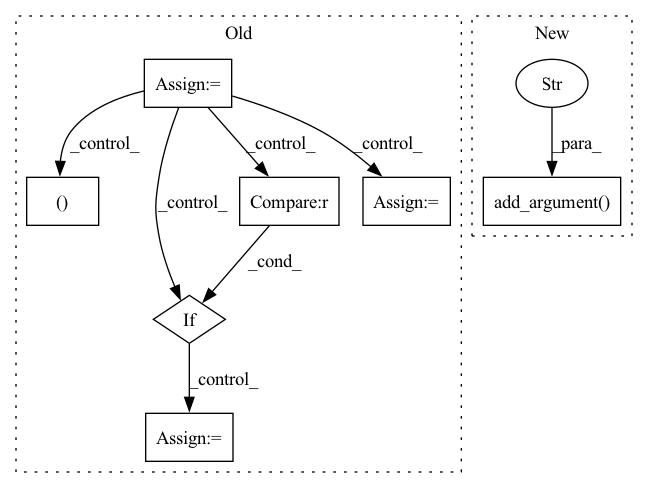 Old
New
Assign:=
Str
_control_
_control_
_control_
_para_
_control_
()
Compare:r
Assign:=
add_argument()
_cond_
If
_control_
Assign:=